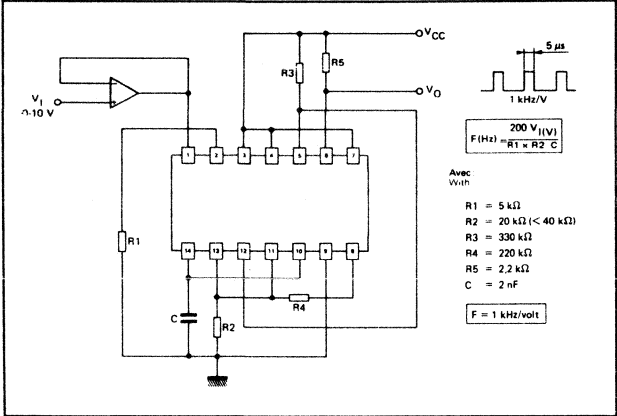 VCC
R5
R3
5 µs
VO
VI
0-10 V
1 kHz/V
1 2 3 4 5 6 7
F(Hz) = 200 VI(V)
R1 × R2 C
Avec
With
R1 = 5 kΩ
R2 = 20 kΩ (< 40 kΩ)
R3 = 330 kΩ
R4 = 220 kΩ
R5 = 2,2 kΩ
C = 2 nF
F = 1 kHz/volt
R1
14 13 12 11 10 9 8
R4
C
R2